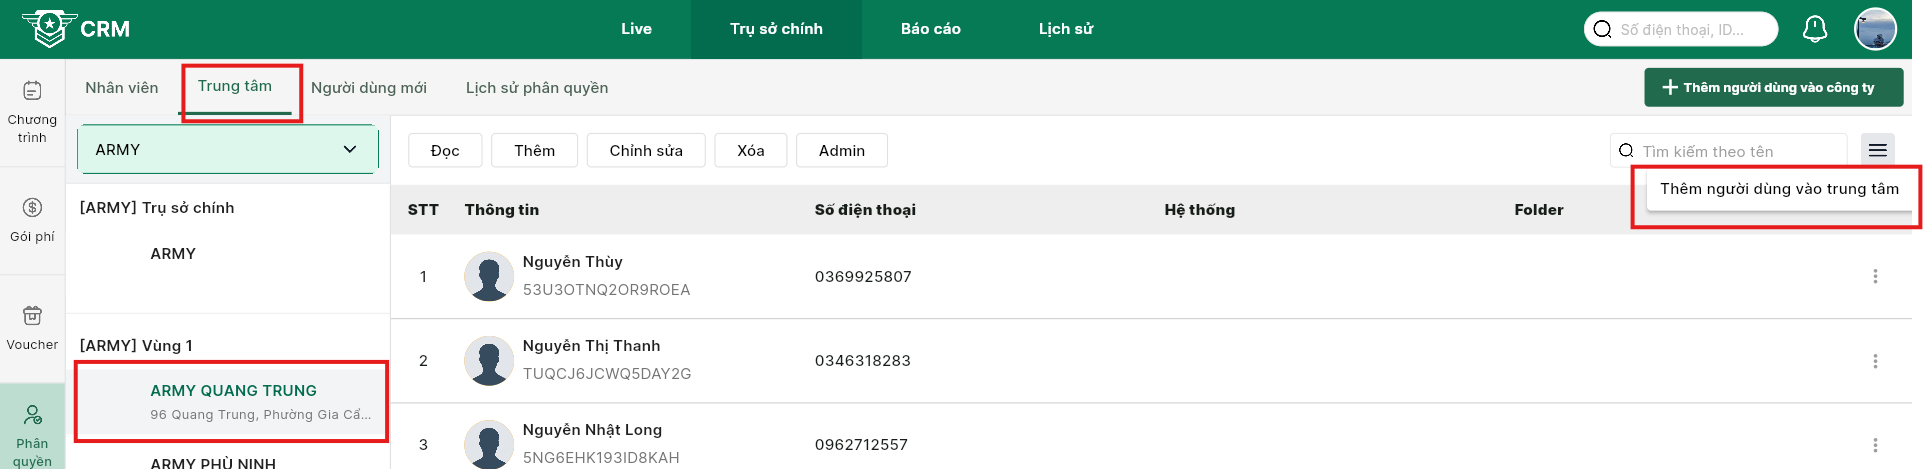 CRM
Live
Trụ sở chính
Báo cáo
Lịch sử
Số điện thoại, ID...
Nhân viên
Trung tâm
Người dùng mới
Lịch sử phân quyền
Thêm người dùng vào công ty
Chương
trình
Gói phí
Voucher
Phân
quyền
ARMY
[ARMY] Trụ sở chính
ARMY
[ARMY] Vùng 1
ARMY QUANG TRUNG
96 Quang Trung, Phường Gia Cẩ...
ARMY PHÙ NINH
Đọc
Thêm
Chỉnh sửa
Xóa
Admin
Tìm kiếm theo tên
Thêm người dùng vào trung tâm
STT
Thông tin
Số điện thoại
Hệ thống
Folder
1
Nguyễn Thùy
53U3OTNQ2OR9ROEA
0369925807
2
Nguyễn Thị Thanh
TUQCJ6JCWQ5DAY2G
0346318283
3
Nguyễn Nhật Long
5NG6EHK193ID8KAH
0962712557